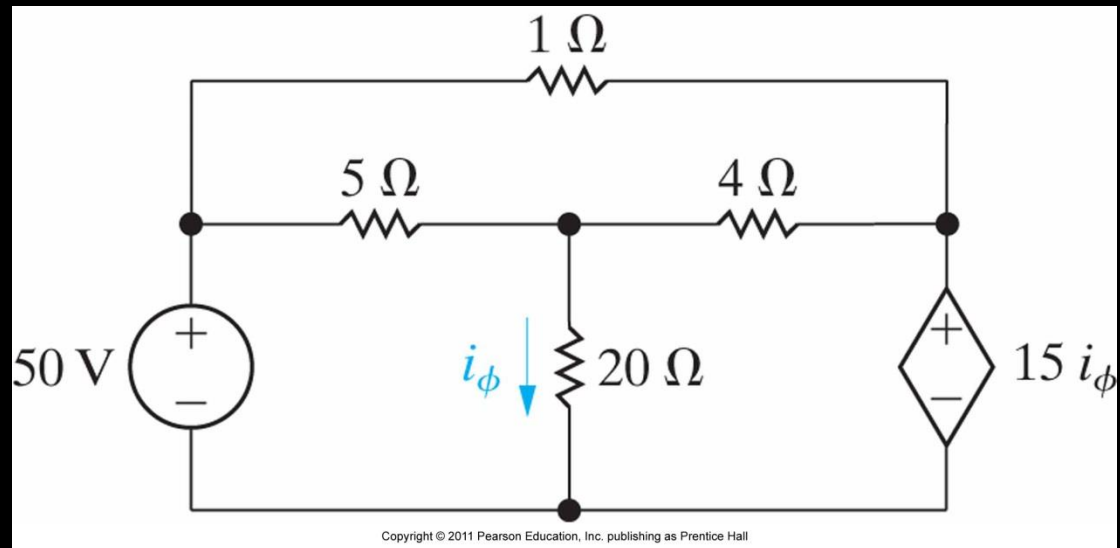 1 Ω
5 Ω
4 Ω
50 V
+
−
iϕ
20 Ω
+
−
15 iϕ
Copyright © 2011 Pearson Education, Inc. publishing as Prentice Hall